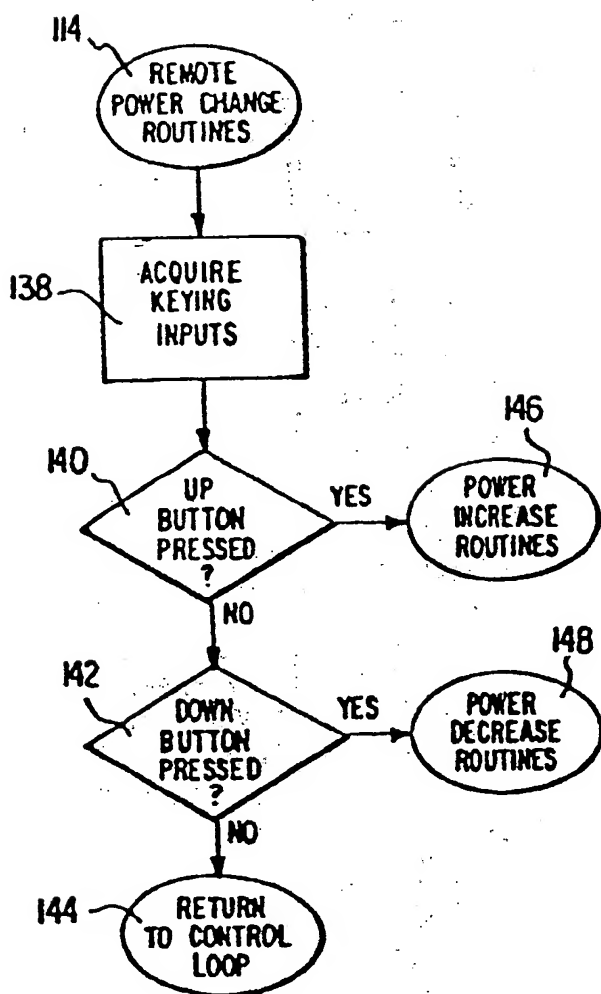 114
REMOTE
POWER CHANGE
ROUTINES
138
ACQUIRE
KEYING
INPUTS
140
UP
BUTTON
PRESSED
?
YES
146
POWER
INCREASE
ROUTINES
NO
142
DOWN
BUTTON
PRESSED
?
YES
148
POWER
DECREASE
ROUTINES
NO
144
RETURN
TO CONTROL
LOOP